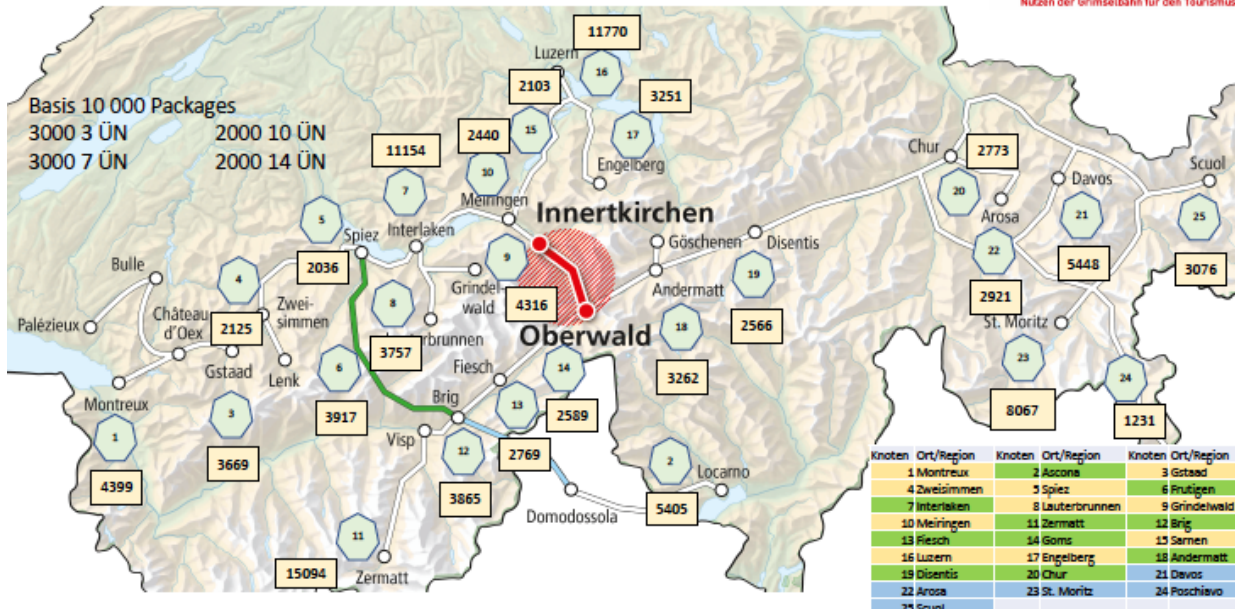 Nutzen der Grimselbahn für den Tourismus
Basis 10 000 Packages
3000 3 ÜN 2000 10 ÜN
3000 7 ÜN 2000 14 ÜN
11770
Luzern
16
2103
3251
15
17
2440
Engelberg
11154
10
7
Meiringen
Innertkirchen
Chur
2773
Scuol
Davos
20
Arosa
21
25
5
Spiez
Interlaken
2036
9
Grindel-
wald
4316
Göschenen
Disentis
Andermatt
19
22
5448
3076
2921
2566
St. Moritz
Bulle
4
Château
d'Oex
Zwei-
simmen
2125
Palézieux
Gstaad
Lenk
8
3757
rbrunnen
Oberwald
18
3262
Fiesch
14
23
8067
24
1231
Montreux
1
4399
3
3669
6
3917
Brig
13
2589
Visp
12
2769
3865
2
Locarno
5405
Domodossola
11
Zermatt
15094
Knoten Ort/Region Knoten Ort/Region Knoten Ort/Region
1 Montreux 2 Ascona 3 Gstaad
4 Zweisimmen 5 Spiez 6 Frutigen
7 Interlaken 8 Lauterbrunnen 9 Grindelwald
10 Meiringen 11 Zermatt 12 Brig
13 Fiesch 14 Goms 15 Sarnen
16 Luzern 17 Engelberg 18 Andermatt
19 Disentis 20 Chur 21 Davos
22 Arosa 23 St. Moritz 24 Poschiavo
25 Scuol